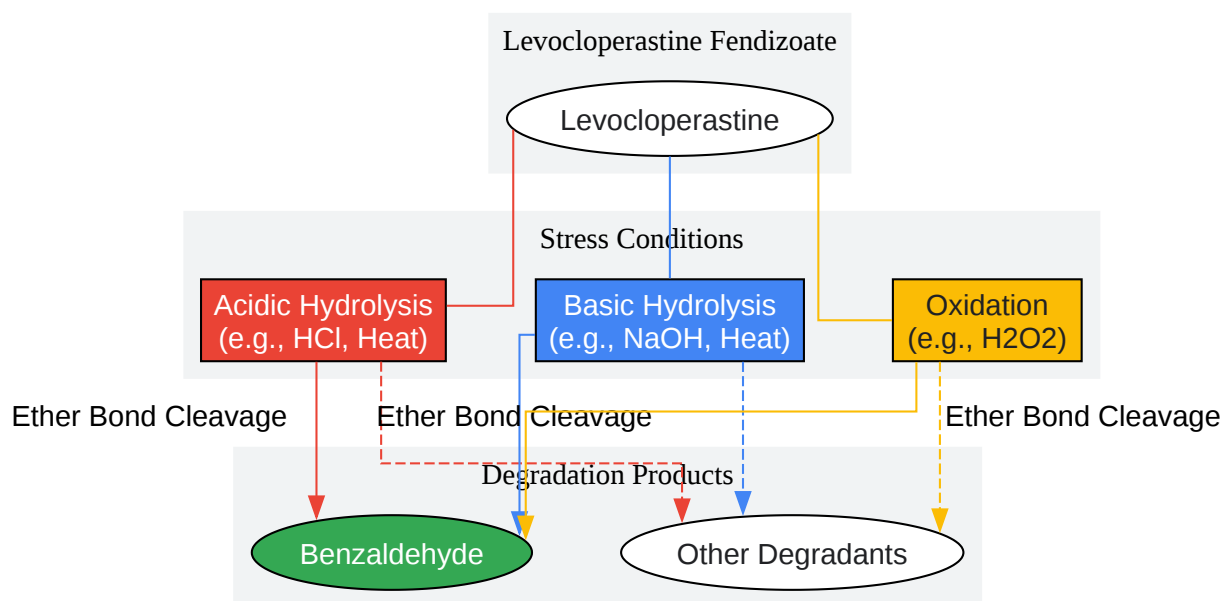 Levocloperastine Fendizoate
Levocloperastine
Stress Conditions
Acidic Hydrolysis
(e.g., HCl, Heat)
Basic Hydrolysis
(e.g., NaOH, Heat)
Oxidation
(e.g., H2O2)
Ether Bond Cleavage
Ether Bond Cleavage
Ether Bond Cleavage
Degradation Products
Benzaldehyde
Other Degradants